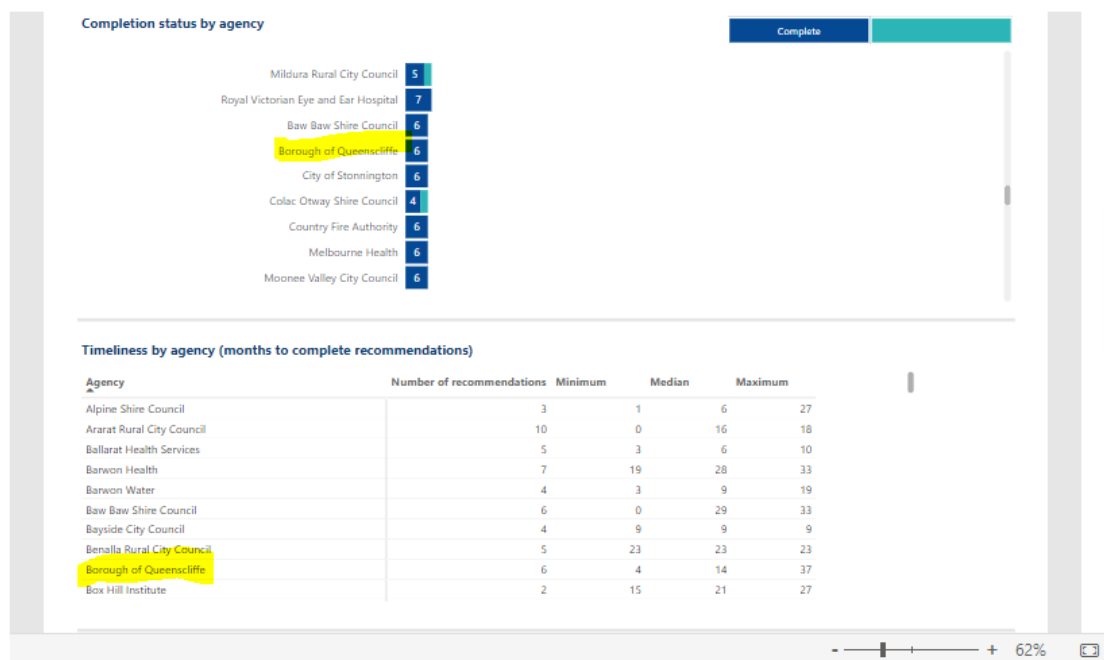 Completion status by agency
Complete
Mildura Rural City Council 5
Royal Victorian Eye and Ear Hospital 7
Baw Baw Shire Council 6
Borough of Queenscliffe 6
City of Stonnington 6
Colac Otway Shire Council 4
Country Fire Authority 6
Melbourne Health 6
Moonee Valley City Council 6
Timeliness by agency (months to complete recommendations)
Agency Number of recommendations Minimum Median Maximum
Alpine Shire Council 3 1 6 27
Ararat Rural City Council 10 0 16 18
Ballarat Health Services 5 3 6 10
Barwon Health 7 19 28 33
Barwon Water 4 3 9 19
Baw Baw Shire Council 6 0 29 33
Bayside City Council 4 9 9 9
Benalla Rural City Council 5 23 23 23
Borough of Queenscliffe 6 4 14 37
Box Hill Institute 2 15 21 27
- + 62%